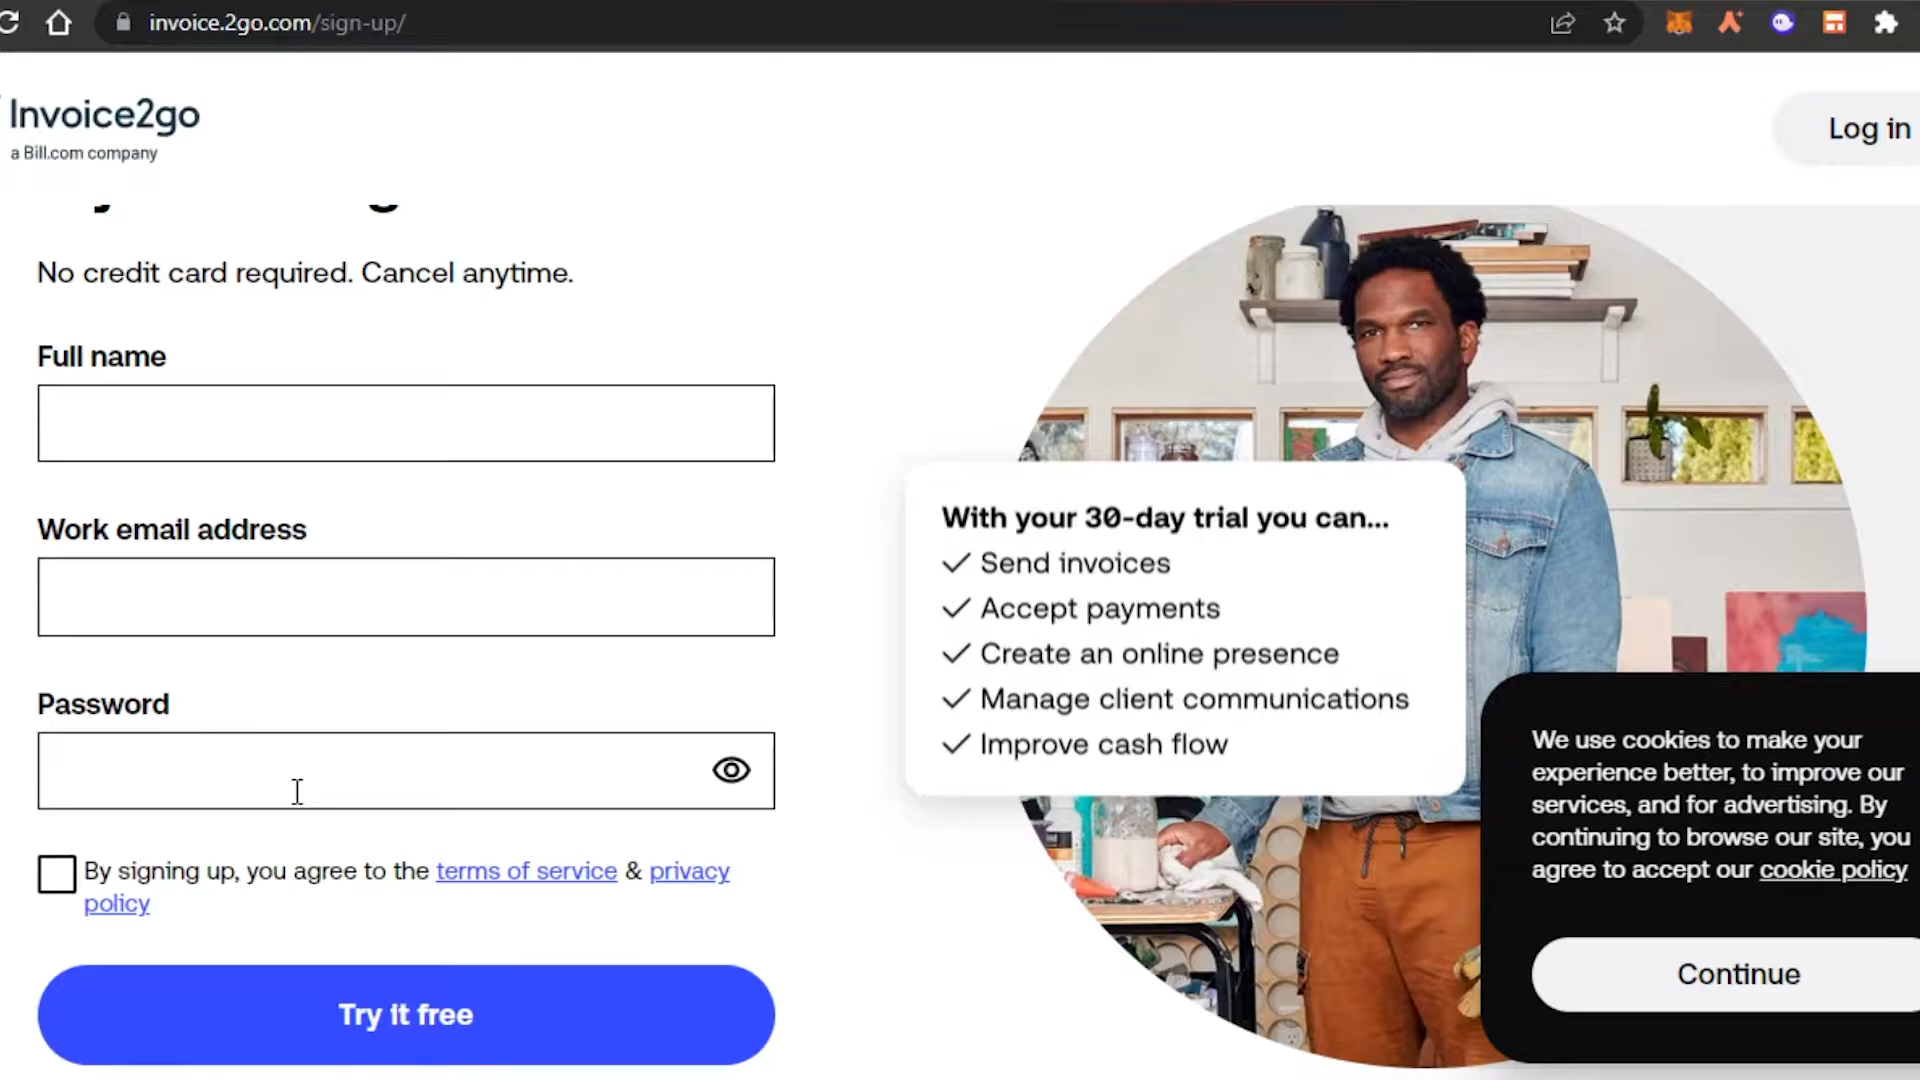 invoice.2go.com/sign-up/
Invoice2go
a Bill.com company
Log in
No credit card required. Cancel anytime.
Full name
Work email address
Password
By signing up, you agree to the terms of service & privacy
policy
Try it free
With your 30-day trial you can...
Send invoices
Accept payments
Create an online presence
Manage client communications
Improve cash flow
We use cookies to make your
experience better, to improve our
services, and for advertising. By
continuing to browse our site, you
agree to accept our cookie policy
Continue